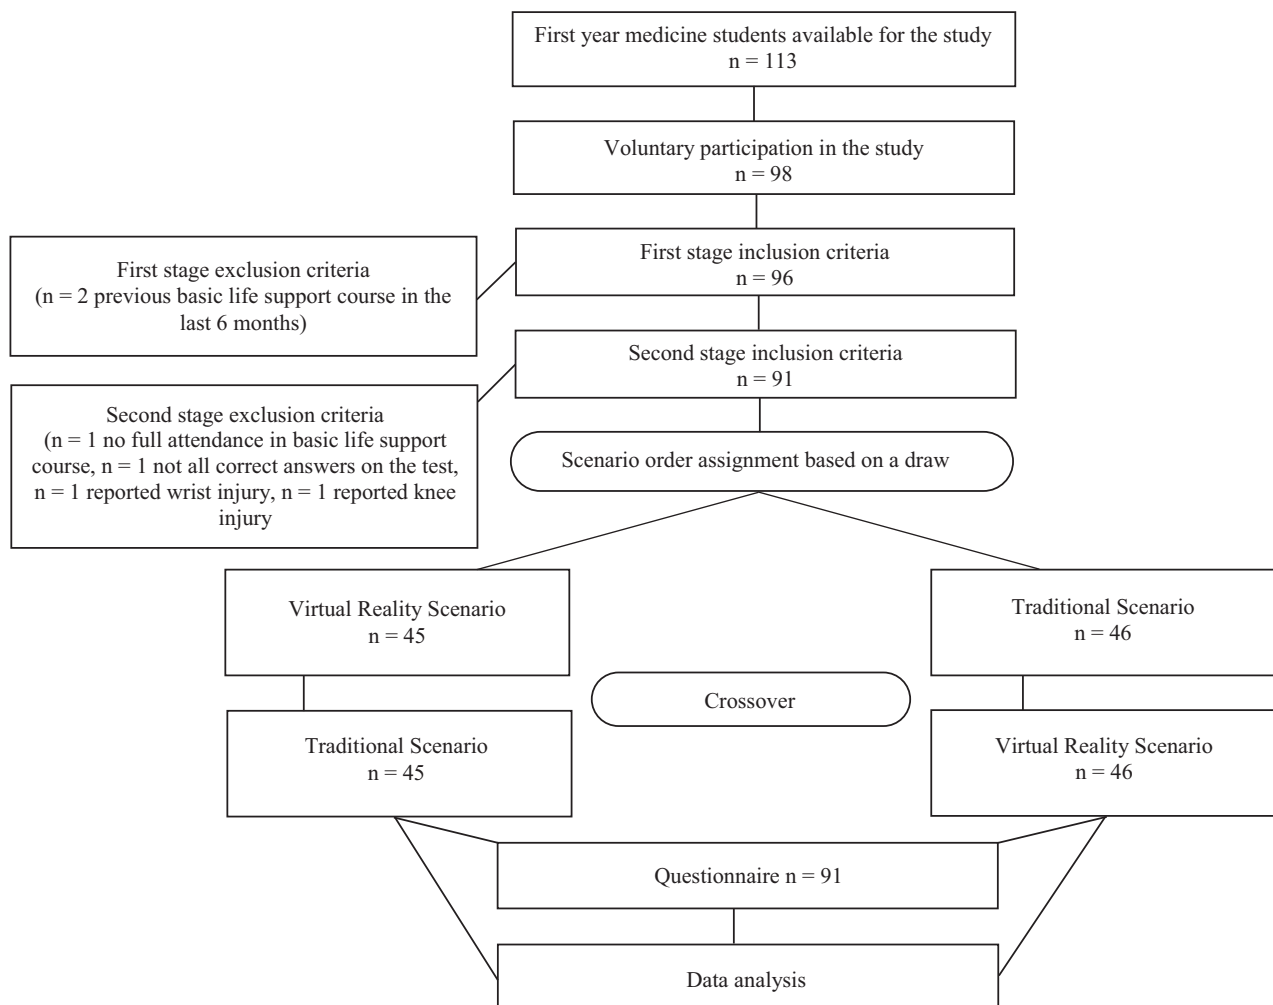 First year medicine students available for the study
n = 113
Voluntary participation in the study
n = 98
First stage inclusion criteria
n = 96
First stage exclusion criteria
(n = 2 previous basic life support course in the
last 6 months)
Second stage inclusion criteria
n = 91
Second stage exclusion criteria
(n = 1 no full attendance in basic life support
course, n = 1 not all correct answers on the test,
n = 1 reported wrist injury, n = 1 reported knee
injury
Scenario order assignment based on a draw
Virtual Reality Scenario
n = 45
Traditional Scenario
n = 46
Crossover
Traditional Scenario
n = 45
Virtual Reality Scenario
n = 46
Questionnaire n = 91
Data analysis